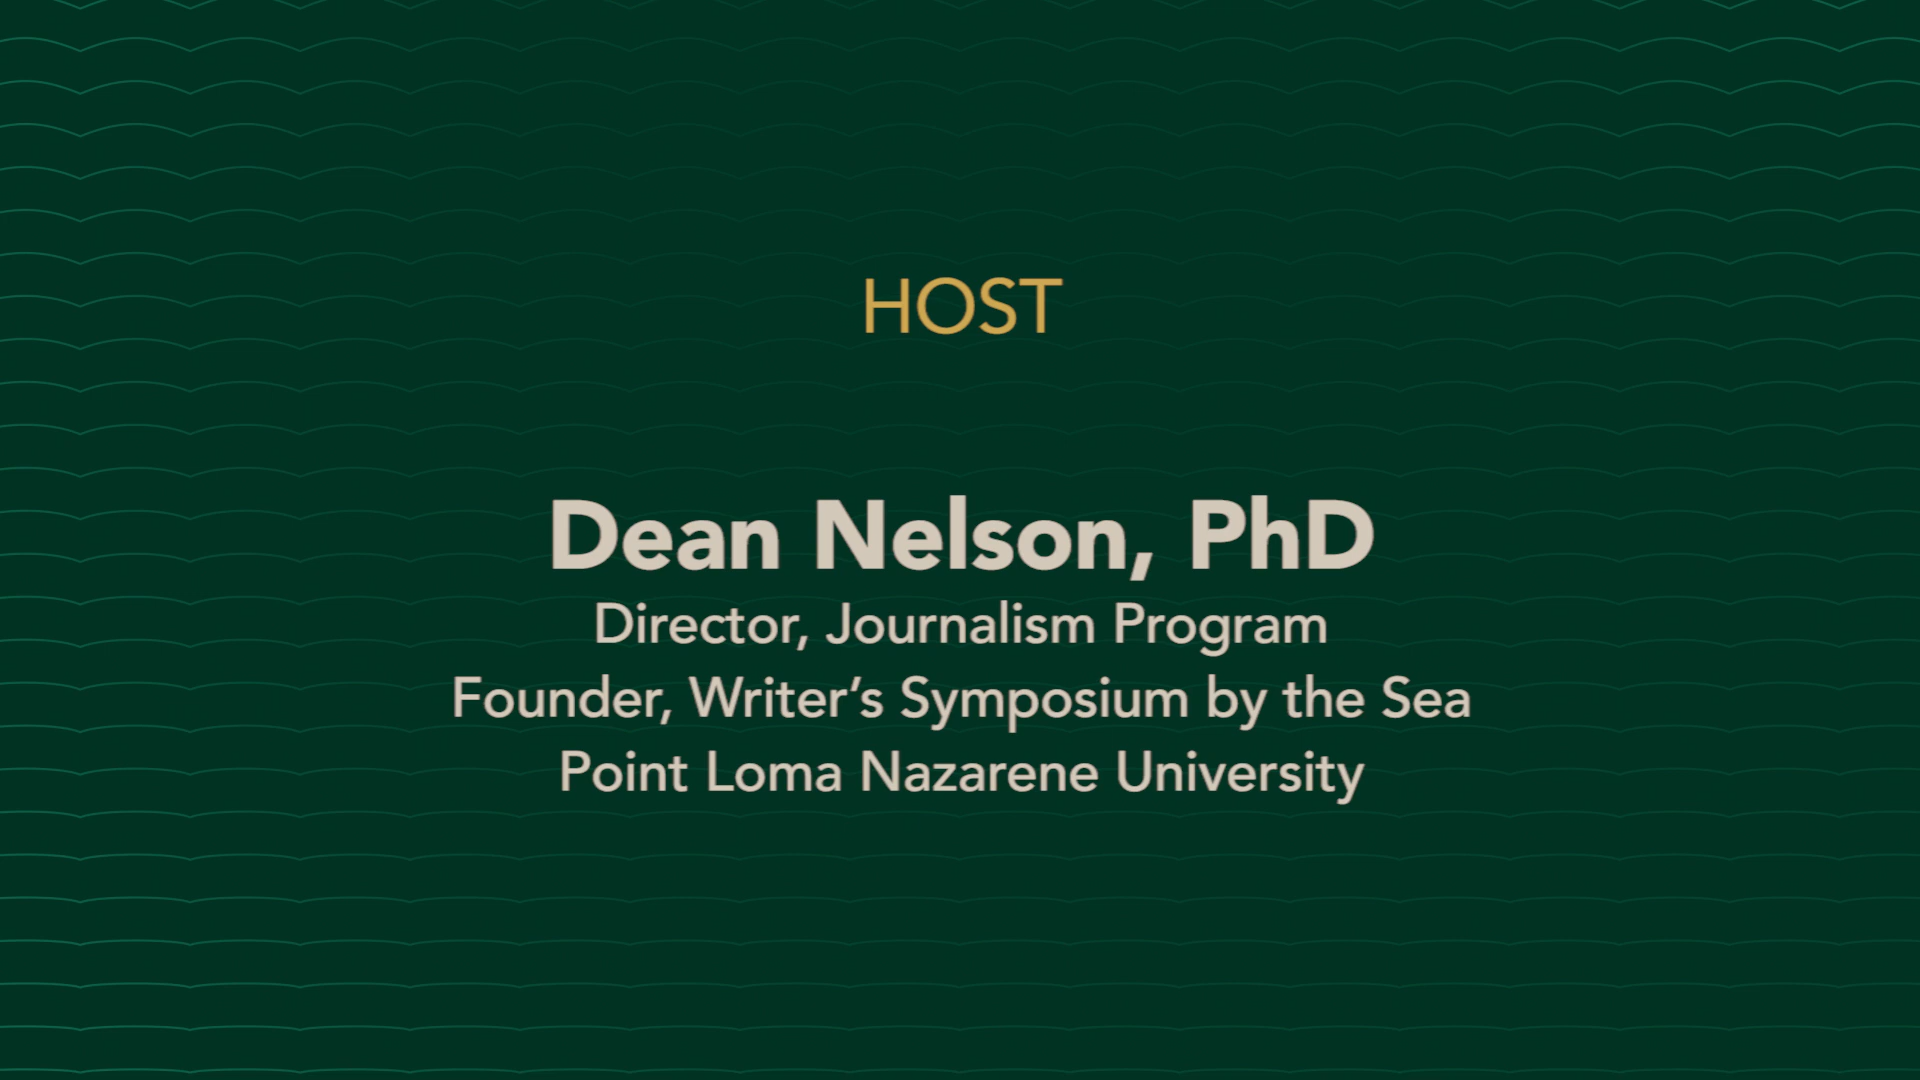 HOST
Dean Nelson, PhD
Director, Journalism Program
Founder, Writer’s Symposium by the Sea
Point Loma Nazarene University